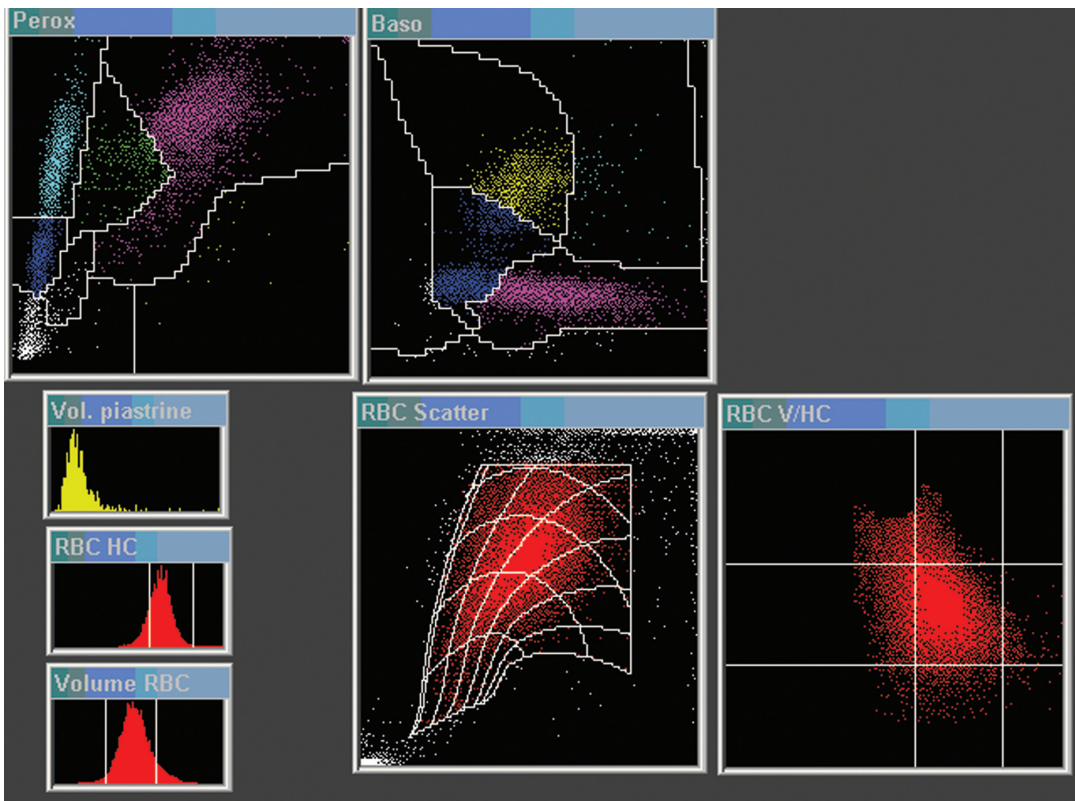 Perox
Baso
Vol. piastrine
RBC HC
Volume RBC
RBC Scatter
RBC V/HC